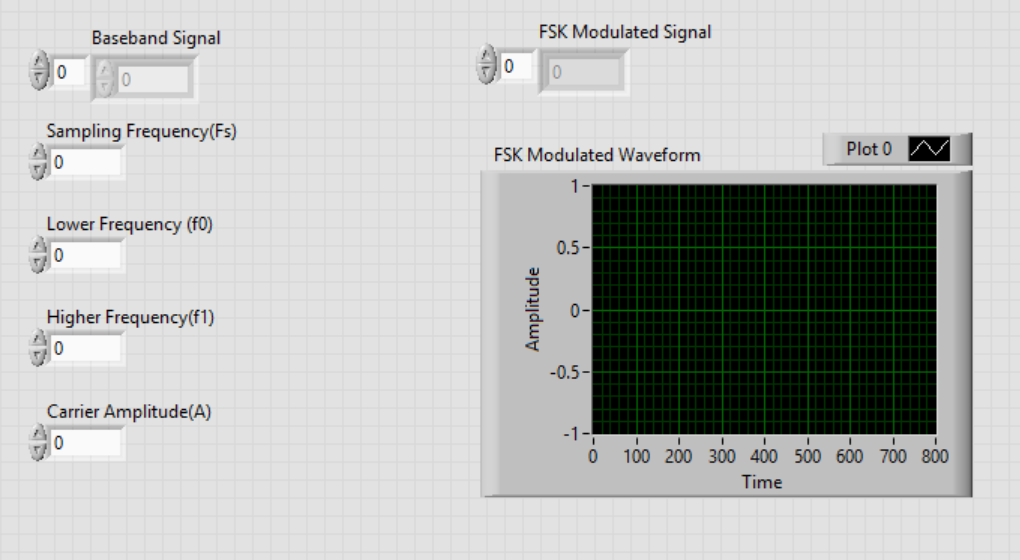 Baseband Signal
0
0
Sampling Frequency(Fs)
0
Lower Frequency (f0)
0
Higher Frequency(f1)
0
Carrier Amplitude(A)
0
FSK Modulated Signal
0
0
FSK Modulated Waveform
Plot 0
Amplitude
1
0.5
0
-0.5
-1
0 100 200 300 400 500 600 700 800
Time